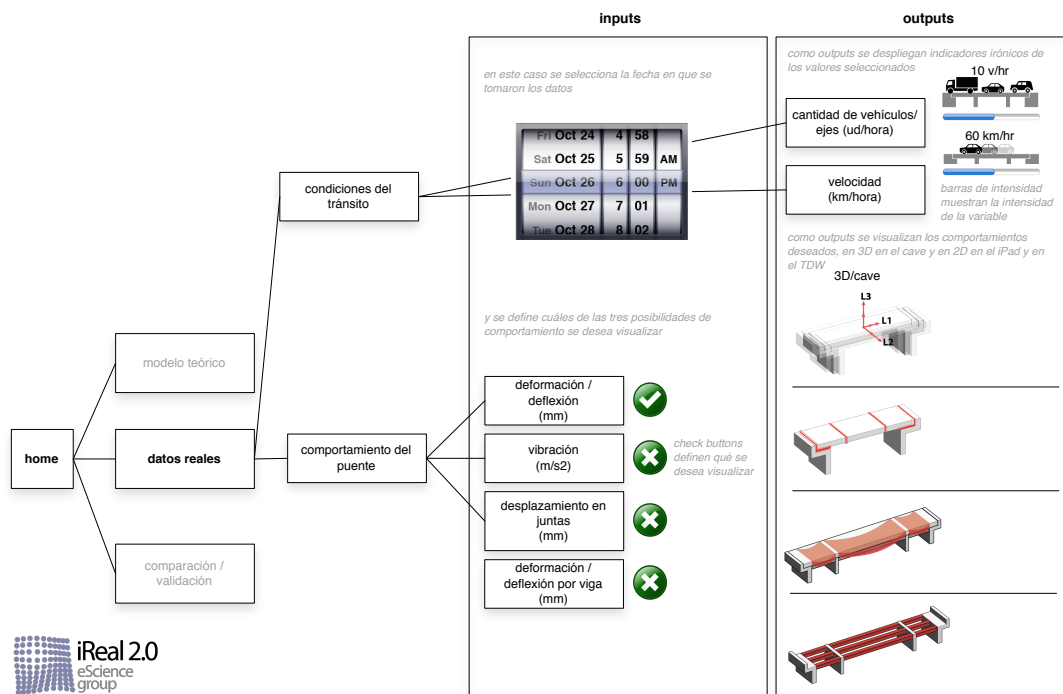 inputs
outputs
en este caso se selecciona la fecha en que se
tomaron los datos
como outputs se despliegan indicadores irónicos de
los valores seleccionados
10 v/hr
cantidad de vehículos/
ejes (ud/hora)
60 km/hr
velocidad
(km/hora)
barras de intensidad
muestran la intensidad
de la variable
Fri Oct 24 4 58
Sat Oct 25 5 59 AM
Sun Oct 26 6 00 PM
Mon Oct 27 7 01
Tue Oct 28 8 02
condiciones del
tránsito
como outputs se visualizan los comportamientos
deseados, en 3D en el cave y en 2D en el iPad y en
el TDW
3D/cave
L3
L1
L2
y se define cuáles de las tres posibilidades de
comportamiento se desea visualizar
modelo teórico
home
datos reales
comparación /
validación
comportamiento del
puente
deformación /
deflexión
(mm)
vibración
(m/s2)
check buttons
definen qué se
desea visualizar
desplazamiento en
juntas
(mm)
deformación /
deflexión por viga
(mm)
iReal 2.0
eScience
group